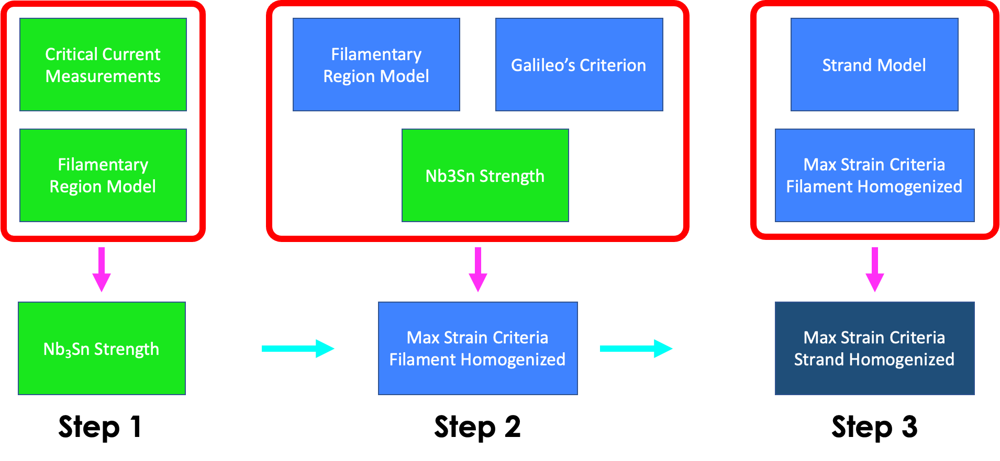 Critical Current
Measurements
Filamentary
Region Model
Nb₃Sn Strength
Step 1
Filamentary
Region Model
Galileo’s Criterion
Nb3Sn Strength
Max Strain Criteria
Filament Homogenized
Step 2
Strand Model
Max Strain Criteria
Filament Homogenized
Max Strain Criteria
Strand Homogenized
Step 3